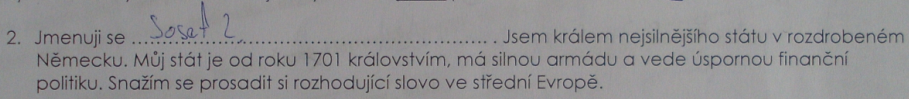 2. Jmenuji se Sosef 2. .................................................. . Jsem králem nejsilnějšího státu v rozdrobeném
Německu. Můj stát je od roku 1701 královstvím, má silnou armádu a vede úspornou finanční
politiku. Snažím se prosadit si rozhodující slovo ve střední Evropě.